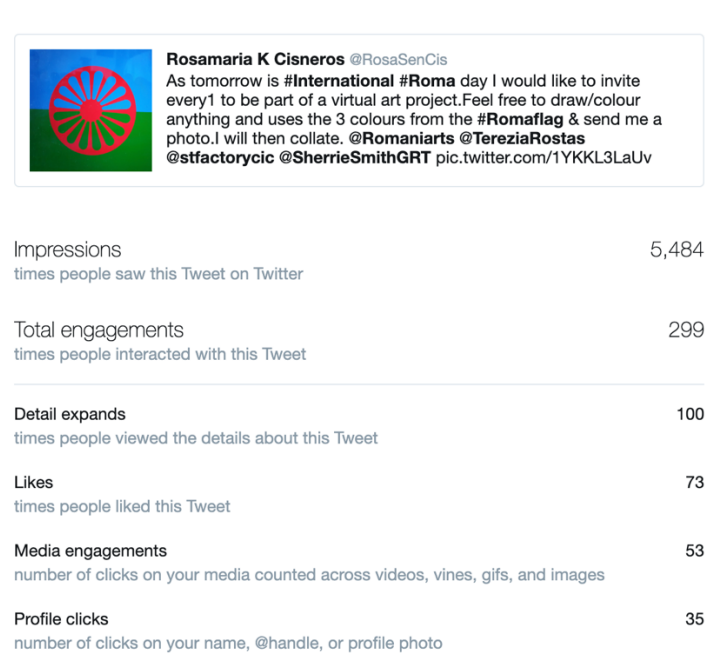 Rosamaria K Cisneros @RosaSenCis
As tomorrow is #International #Roma day I would like to invite
every1 to be part of a virtual art project.Feel free to draw/colour
anything and uses the 3 colours from the #Romaflag & send me a
photo.I will then collate. @Romaniarts @TereziaRostas
@stfactorycic @SherrieSmithGRT pic.twitter.com/1YKKL3LaUv
Impressions 5,484
times people saw this Tweet on Twitter
Total engagements 299
times people interacted with this Tweet
Detail expands 100
times people viewed the details about this Tweet
Likes 73
times people liked this Tweet
Media engagements 53
number of clicks on your media counted across videos, vines, gifs, and images
Profile clicks 35
number of clicks on your name, @handle, or profile photo